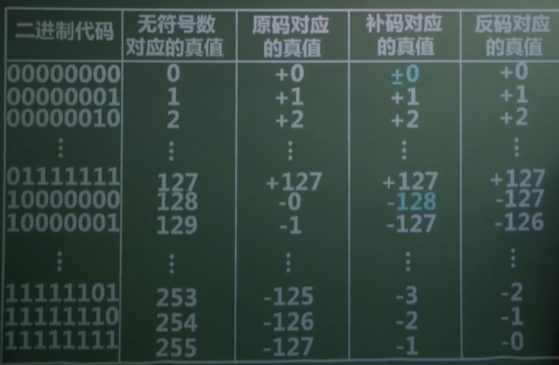 二进制代码 无符号数对应的真值 原码对应的真值 补码对应的真值 反码对应的真值
00000000 0 +0 ±0 +0
00000001 1 +1 +1 +1
00000010 2 +2 +2 +2
⋮ ⋮ ⋮ ⋮ ⋮
01111111 127 +127 +127 +127
10000000 128 -0 -128 -127
10000001 129 -1 -127 -126
⋮ ⋮ ⋮ ⋮ ⋮
11111101 253 -125 -3 -2
11111110 254 -126 -2 -1
11111111 255 -127 -1 -0